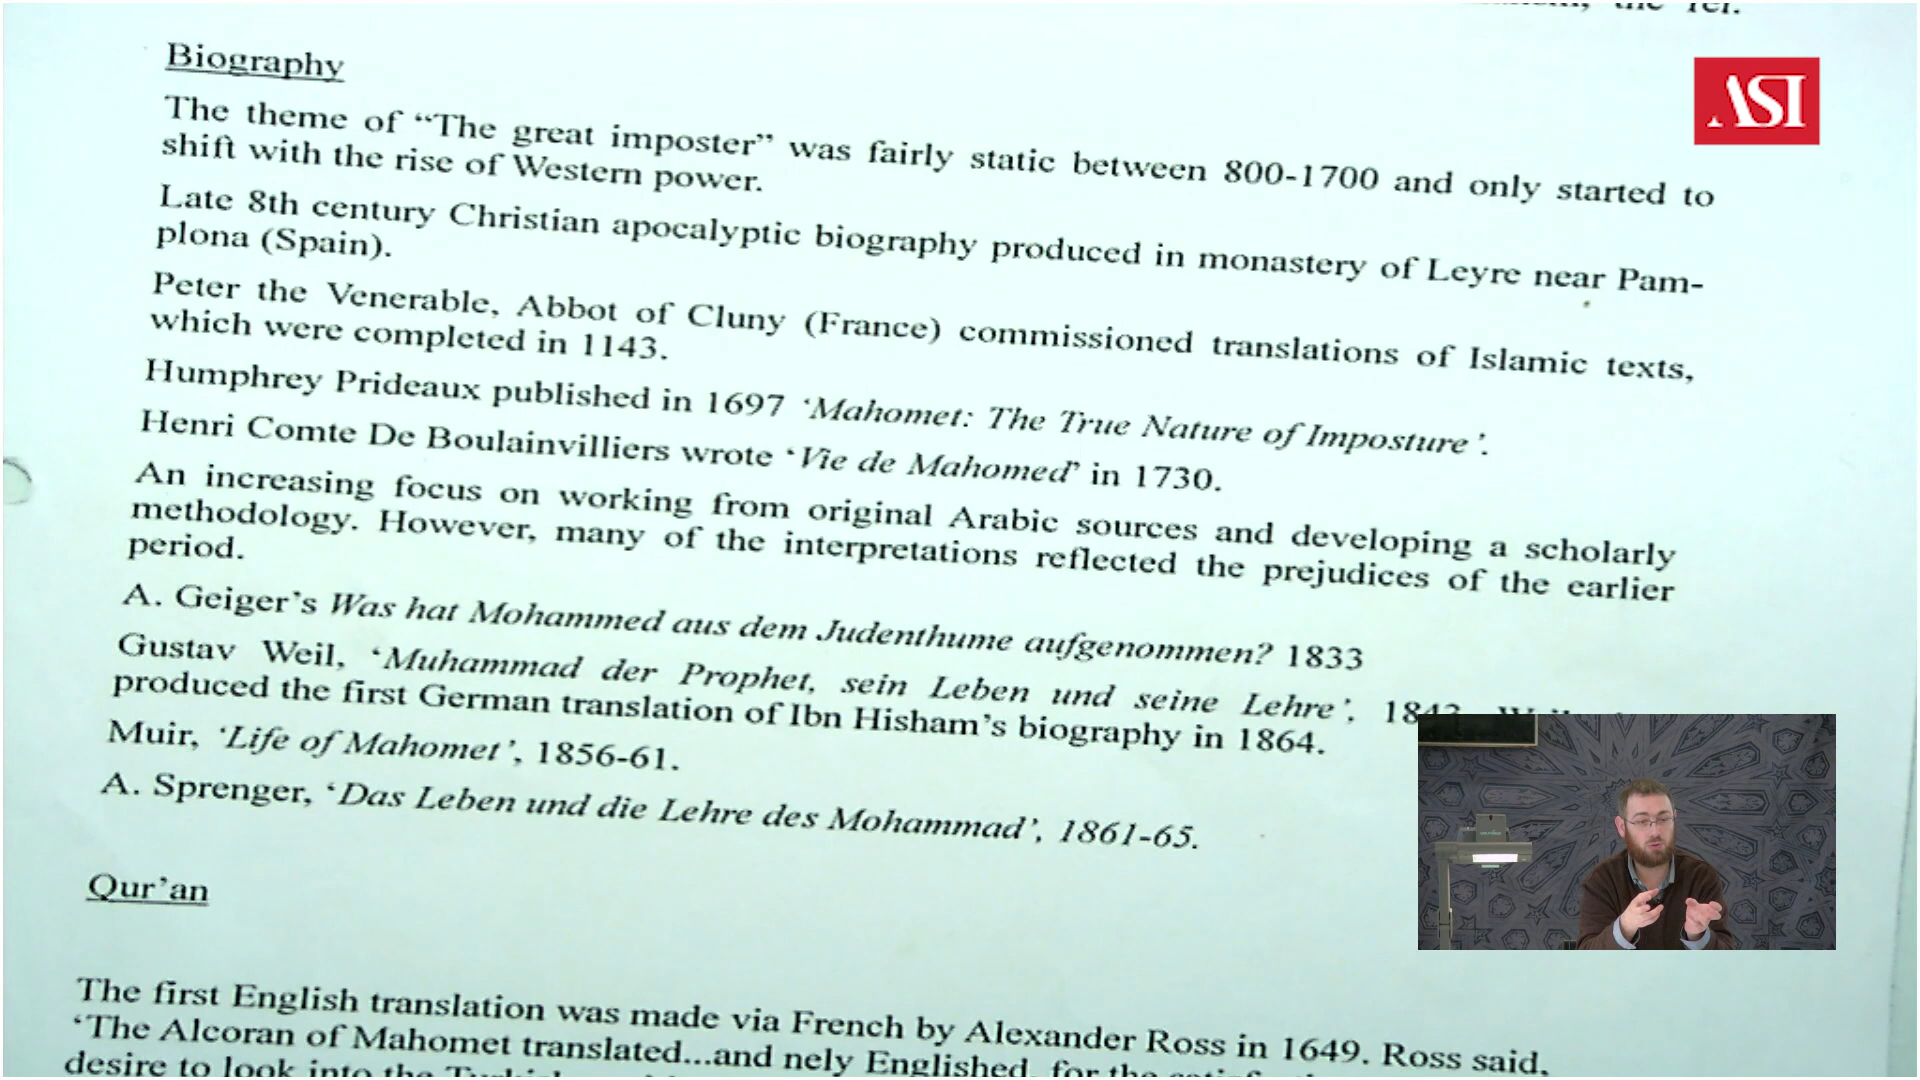 the rer.
Biography
ASI
The theme of “The great imposter” was fairly static between 800-1700 and only started to
shift with the rise of Western power.
Late 8th century Christian apocalyptic biography produced in monastery of Leyre near Pam-
plona (Spain).
Peter the Venerable, Abbot of Cluny (France) commissioned translations of Islamic texts,
which were completed in 1143.
Humphrey Prideaux published in 1697 ‘Mahomet: The True Nature of Imposture’.
Henri Comte De Boulainvilliers wrote ‘Vie de Mahomed’ in 1730.
An increasing focus on working from original Arabic sources and developing a scholarly
methodology. However, many of the interpretations reflected the prejudices of the earlier
period.
A. Geiger’s Was hat Mohammed aus dem Judenthume aufgenommen? 1833
Gustav Weil, ‘Muhammad der Prophet, sein Leben und seine Lehre’,
produced the first German translation of Ibn Hisham’s biography in 1864.
Muir, ‘Life of Mahomet’, 1856-61.
A. Sprenger, ‘Das Leben und die Lehre des Mohammad’, 1861-65.
Qur’an
The first English translation was made via French by Alexander Ross in 1649. Ross said,
‘The Alcoran of Mahomet translated...and nely Englished, for the
desire to look into the